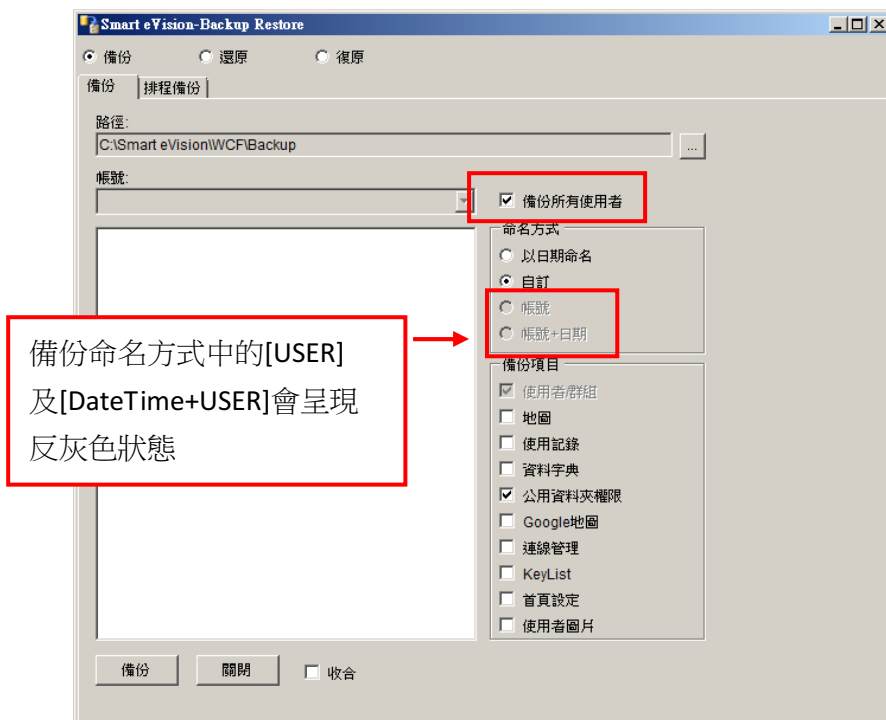 Smart eVision-Backup Restore
備份 還原 復原
備份 排程備份
路徑:
C:\Smart eVision\WCF\Backup
...
帳號:
備份所有使用者
命名方式
以日期命名
自訂
帳號
帳號+日期
備份命名方式中的[USER]
及[DateTime+USER]會呈現
反灰色狀態
備份項目
使用者/群組
地圖
使用記錄
資料字典
公用資料夾權限
Google地圖
連線管理
KeyList
首頁設定
使用者圖片
備份 關閉 收合